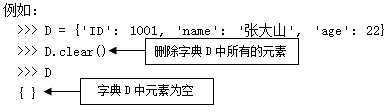 例如:
>>> D = {'ID': 1001, 'name': '张大山', 'age': 22}
>>> D.clear()
删除字典 D 中所有的元素
>>> D
{ }
字典 D 中元素为空